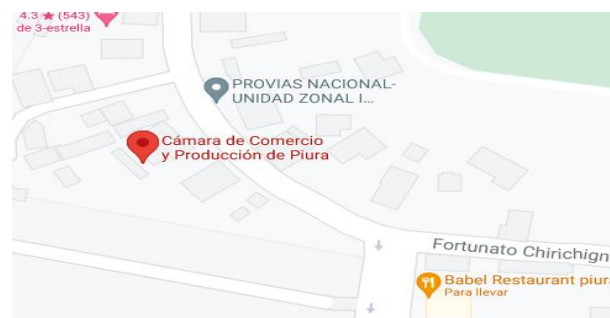 4.3 ★ (543)
de 3-estrella
PROVIAS NACIONAL-
UNIDAD ZONAL I...
Cámara de Comercio
y Producción de Piura
Fortunato Chirichign
Babel Restaurant piura
Para llevar